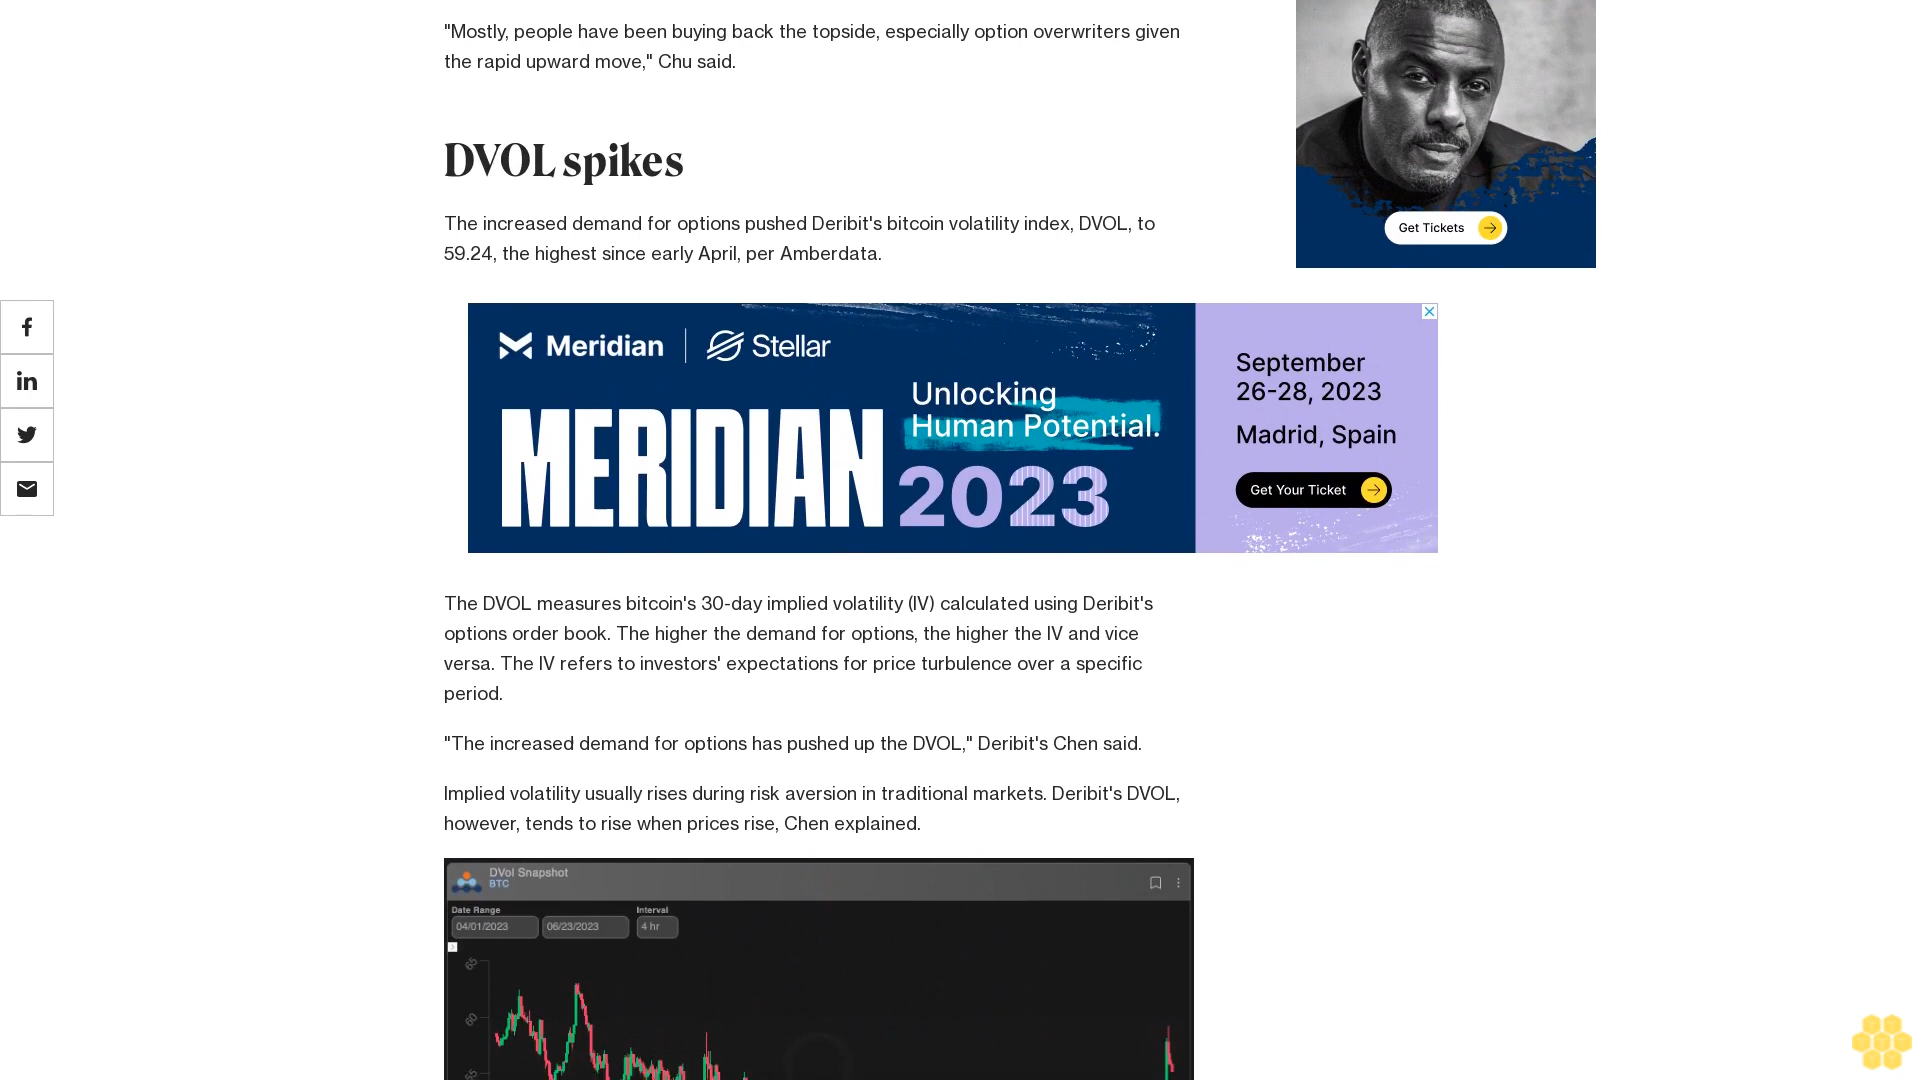 "Mostly, people have been buying back the topside, especially option overwriters given
the rapid upward move," Chu said.
DVOL spikes
The increased demand for options pushed Deribit's bitcoin volatility index, DVOL, to
59.24, the highest since early April, per Amberdata.
Get Tickets
Meridian | Stellar
MERIDIAN
Unlocking
Human Potential.
2023
September
26-28, 2023
Madrid, Spain
Get Your Ticket
The DVOL measures bitcoin's 30-day implied volatility (IV) calculated using Deribit's
options order book. The higher the demand for options, the higher the IV and vice
versa. The IV refers to investors' expectations for price turbulence over a specific
period.
"The increased demand for options has pushed up the DVOL," Deribit's Chen said.
Implied volatility usually rises during risk aversion in traditional markets. Deribit's DVOL,
however, tends to rise when prices rise, Chen explained.
DVol Snapshot
BTC
Date Range Interval
04/01/2023 06/23/2023 4 hr
65
60